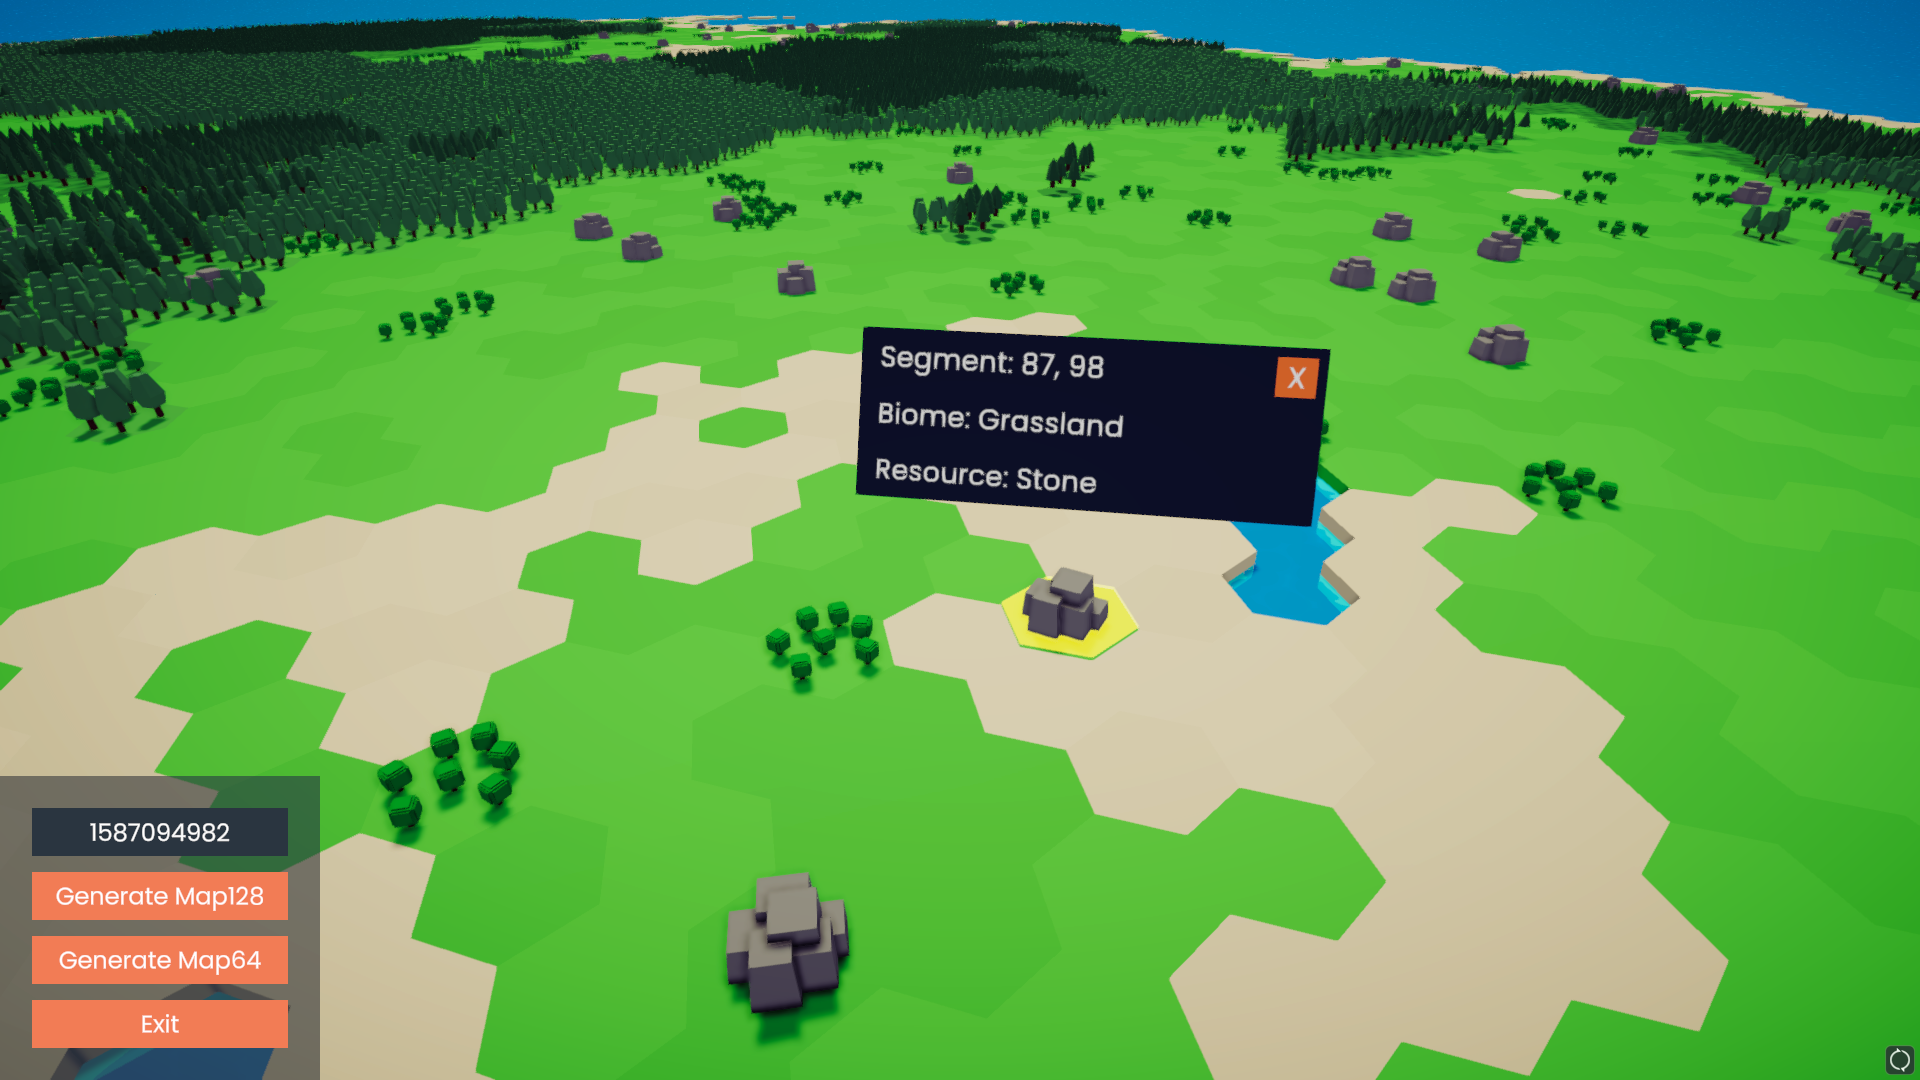 Segment: 87, 98
X
Biome: Grassland
Resource: Stone
1587094982
Generate Map128
Generate Map64
Exit